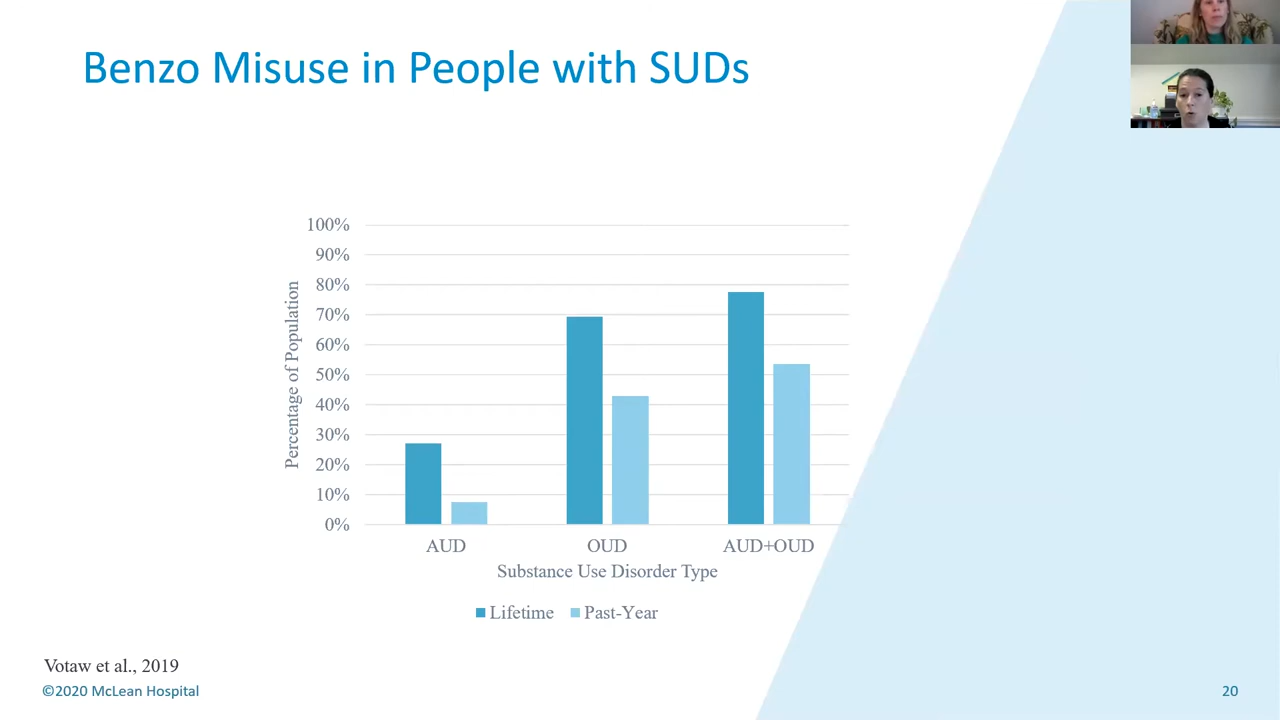 Benzo Misuse in People with SUDs
100%
90%
80%
70%
60%
50%
40%
30%
20%
10%
0%
Percentage of Population
AUD OUD AUD+OUD
Substance Use Disorder Type
Lifetime Past-Year
Votaw et al., 2019
©2020 McLean Hospital
20